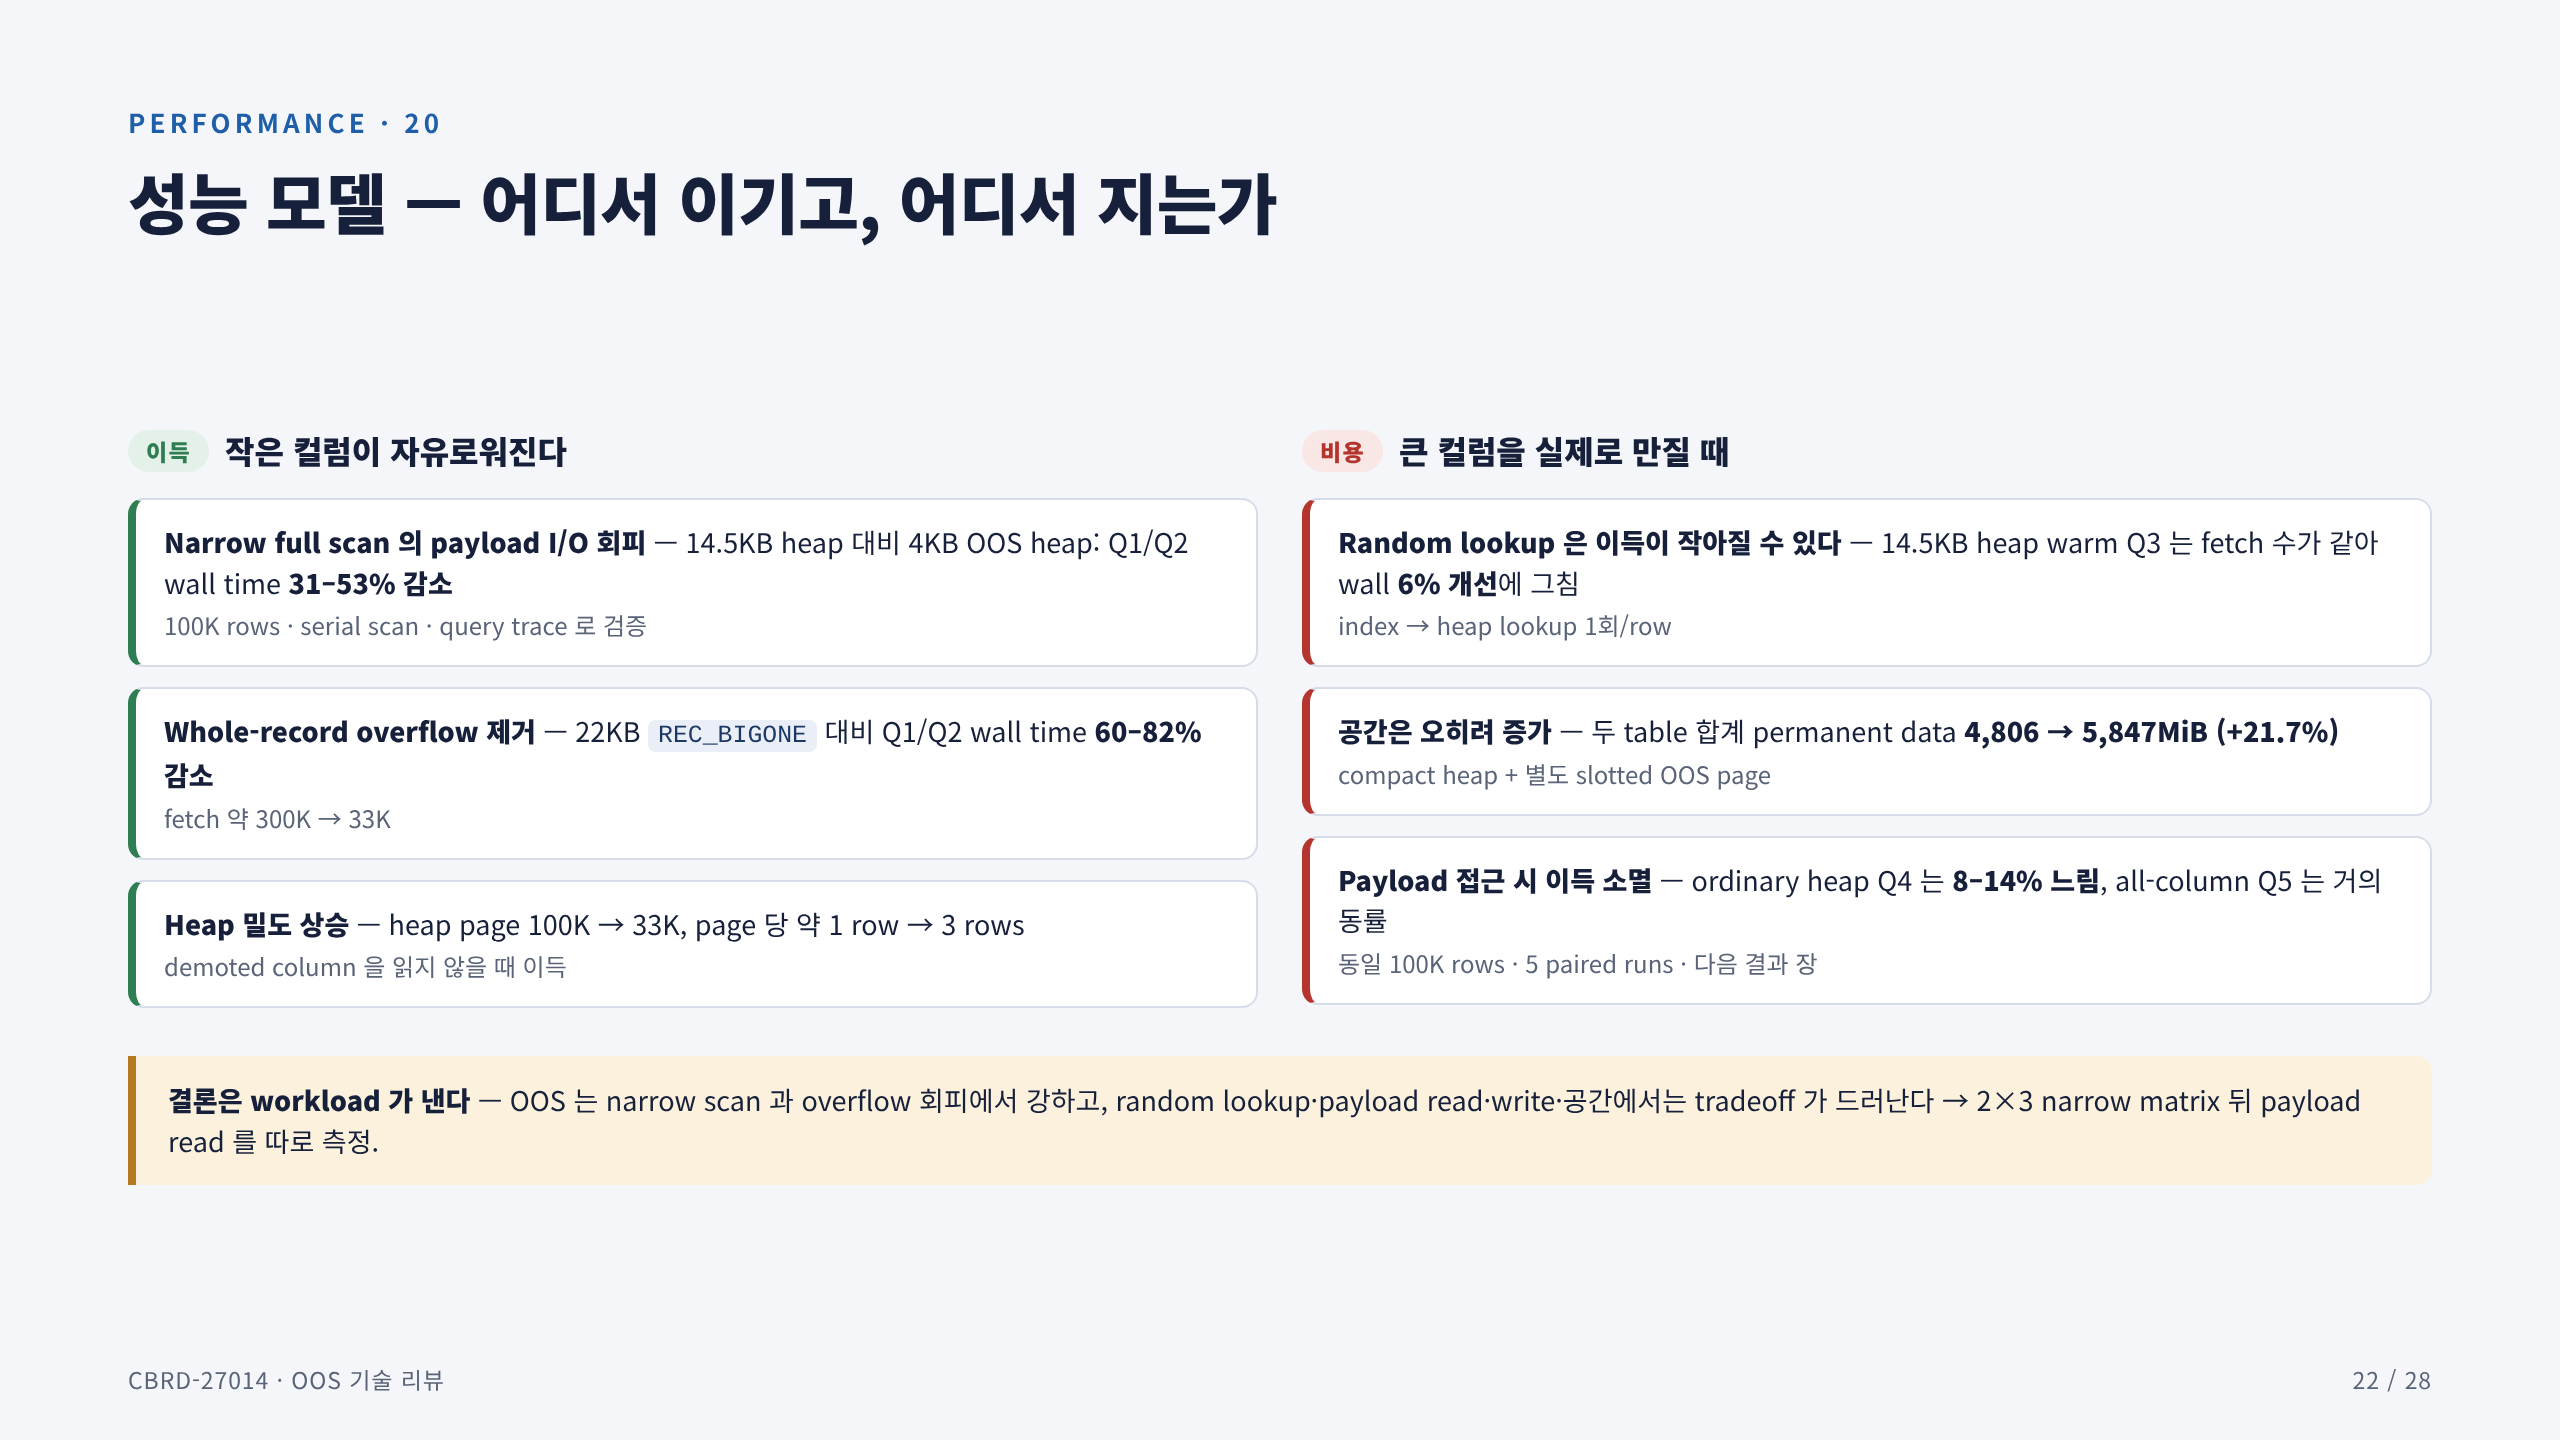 PERFORMANCE · 20
성능 모델 — 어디서 이기고, 어디서 지는가
이득 작은 컬럼이 자유로워진다
Narrow full scan 의 payload I/O 회피 — 14.5KB heap 대비 4KB OOS heap: Q1/Q2
wall time 31–53% 감소
100K rows · serial scan · query trace 로 검증
Whole-record overflow 제거 — 22KB REC_BIGONE 대비 Q1/Q2 wall time 60–82%
감소
fetch 약 300K → 33K
Heap 밀도 상승 — heap page 100K → 33K, page 당 약 1 row → 3 rows
demoted column 을 읽지 않을 때 이득
비용 큰 컬럼을 실제로 만질 때
Random lookup 은 이득이 작아질 수 있다 — 14.5KB heap warm Q3 는 fetch 수가 같아
wall 6% 개선에 그침
index → heap lookup 1회/row
공간은 오히려 증가 — 두 table 합계 permanent data 4,806 → 5,847MiB (+21.7%)
compact heap + 별도 slotted OOS page
Payload 접근 시 이득 소멸 — ordinary heap Q4 는 8–14% 느림, all-column Q5 는 거의
동률
동일 100K rows · 5 paired runs · 다음 결과 장
결론은 workload 가 낸다 — OOS 는 narrow scan 과 overflow 회피에서 강하고, random lookup·payload read·write·공간에서는 tradeoff 가 드러난다 → 2×3 narrow matrix 뒤 payload
read 를 따로 측정.
CBRD-27014 · OOS 기술 리뷰
22 / 28